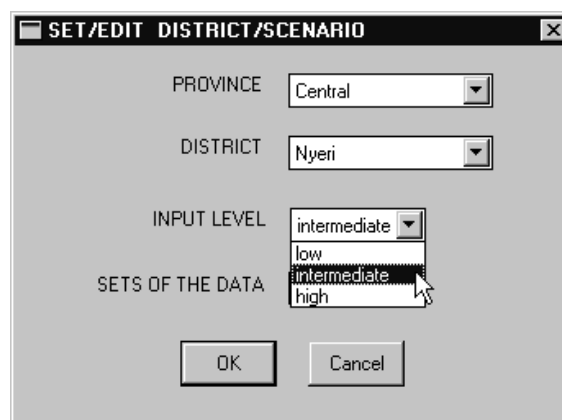 SET/EDIT DISTRICT/SCENARIO
PROVINCE Central
DISTRICT Nyeri
INPUT LEVEL intermediate
low
intermediate
SETS OF THE DATA
high
OK Cancel